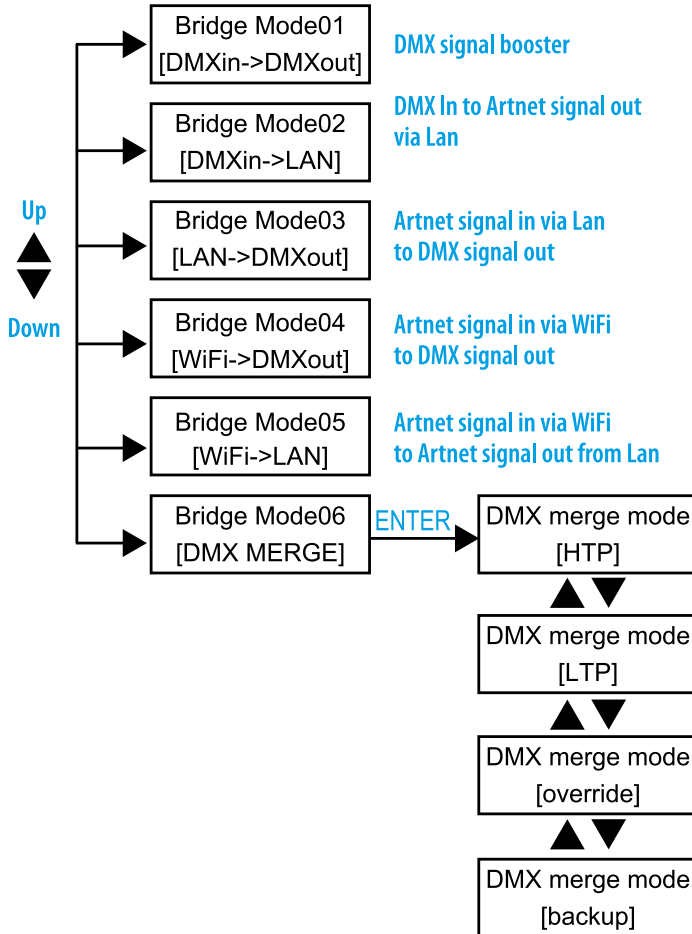 Bridge Mode01
[DMXin->DMXout]
DMX signal booster
Bridge Mode02
[DMXin->LAN]
DMX In to Artnet signal out
via Lan
Up
Down
Bridge Mode03
[LAN->DMXout]
Artnet signal in via Lan
to DMX signal out
Bridge Mode04
[WiFi->DMXout]
Artnet signal in via WiFi
to DMX signal out
Bridge Mode05
[WiFi->LAN]
Artnet signal in via WiFi
to Artnet signal out from Lan
Bridge Mode06
[DMX MERGE]
ENTER
DMX merge mode
[HTP]
DMX merge mode
[LTP]
DMX merge mode
[override]
DMX merge mode
[backup]